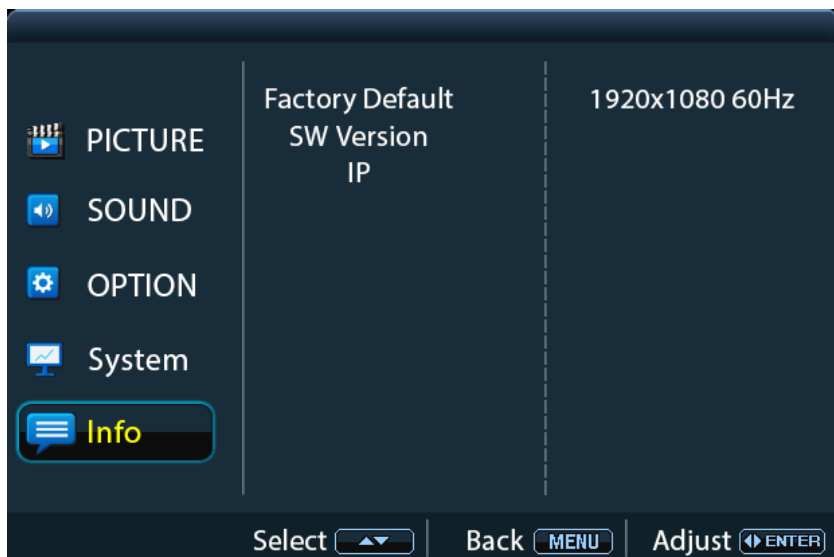 PICTURE
SOUND
OPTION
System
Info
Factory Default
SW Version
IP
1920x1080 60Hz
Select
Back MENU
Adjust ENTER